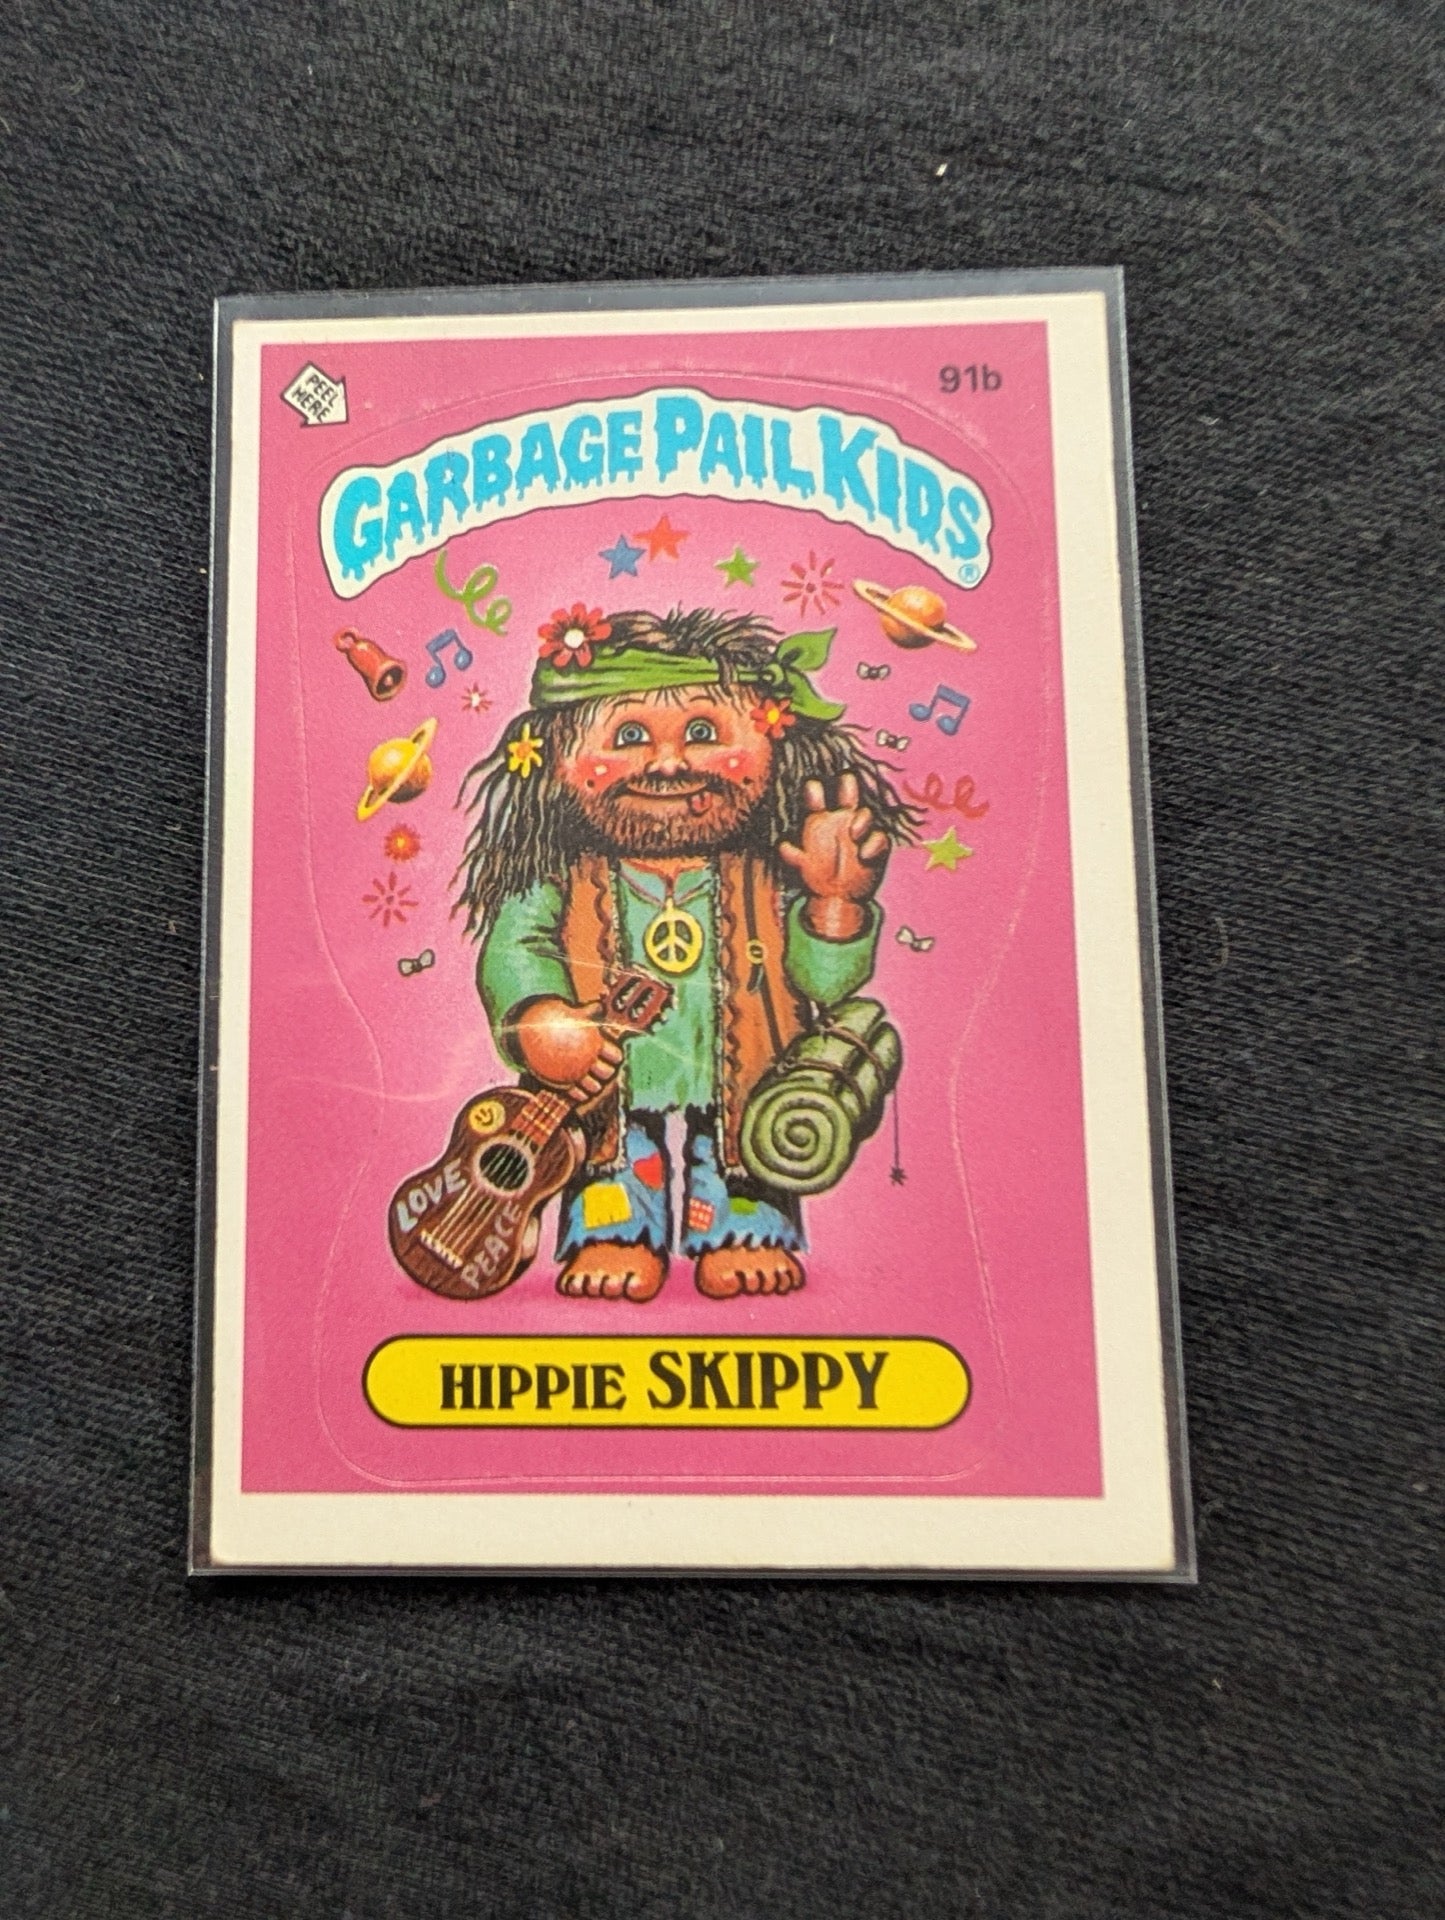 PEEL
HERE
91b
GARBAGE PAIL KIDS
®
LOVE
PEACE
HIPPIE SKIPPY